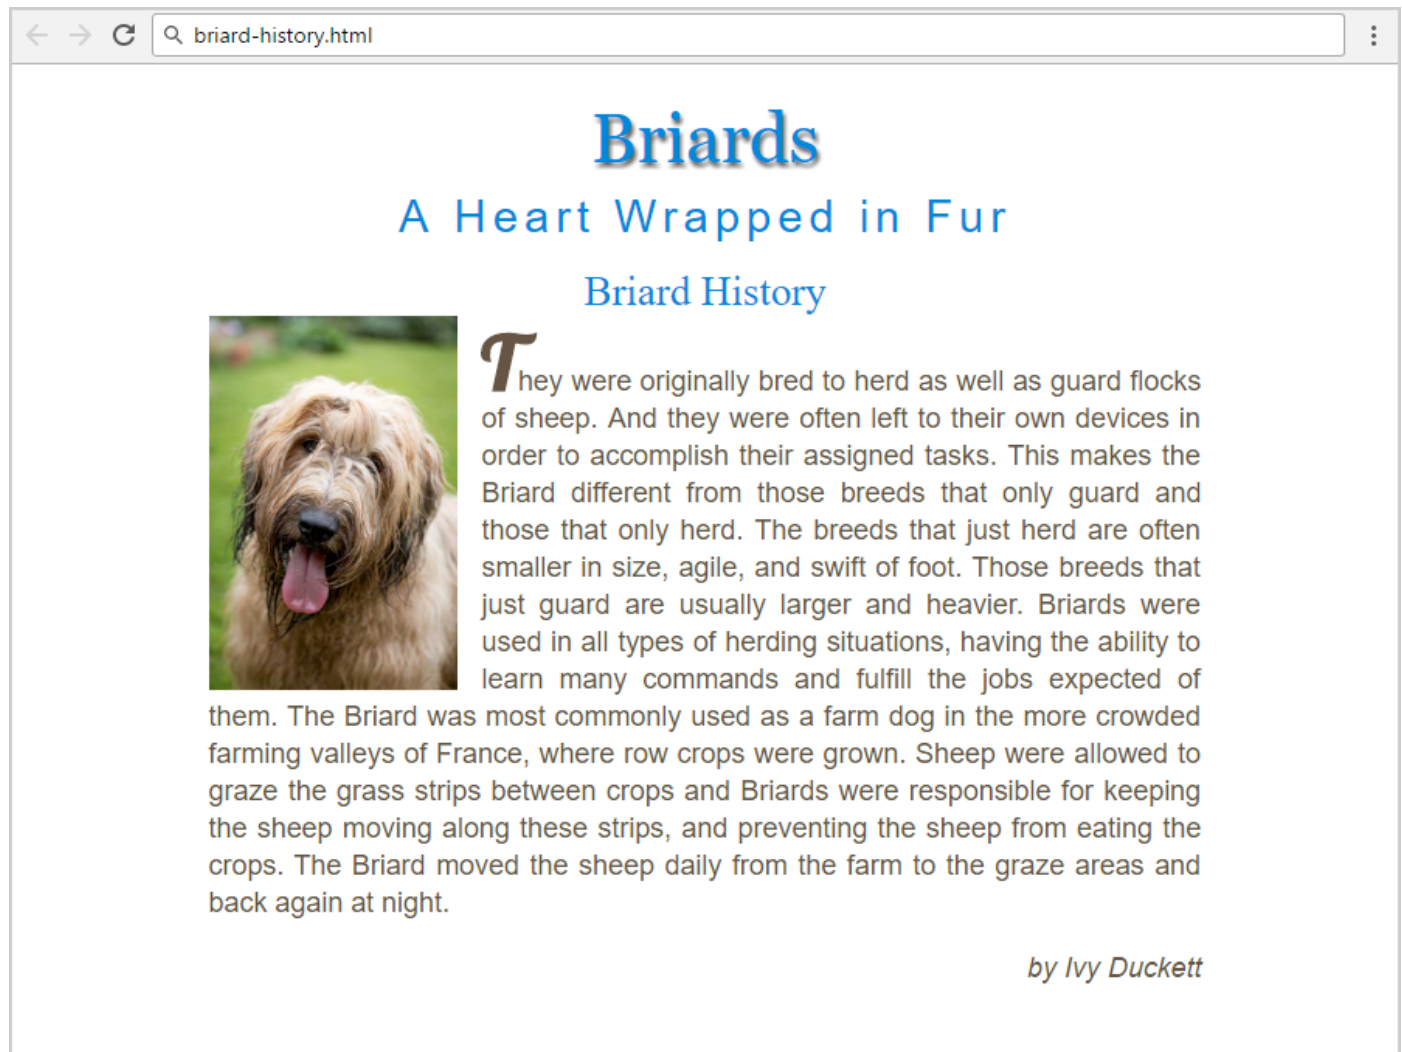 briard-history.html
Briards
A Heart Wrapped in Fur
Briard History
They were originally bred to herd as well as guard flocks
of sheep. And they were often left to their own devices in
order to accomplish their assigned tasks. This makes the
Briard different from those breeds that only guard and
those that only herd. The breeds that just herd are often
smaller in size, agile, and swift of foot. Those breeds that
just guard are usually larger and heavier. Briards were
used in all types of herding situations, having the ability to
learn many commands and fulfill the jobs expected of
them. The Briard was most commonly used as a farm dog in the more crowded
farming valleys of France, where row crops were grown. Sheep were allowed to
graze the grass strips between crops and Briards were responsible for keeping
the sheep moving along these strips, and preventing the sheep from eating the
crops. The Briard moved the sheep daily from the farm to the graze areas and
back again at night.
by Ivy Duckett